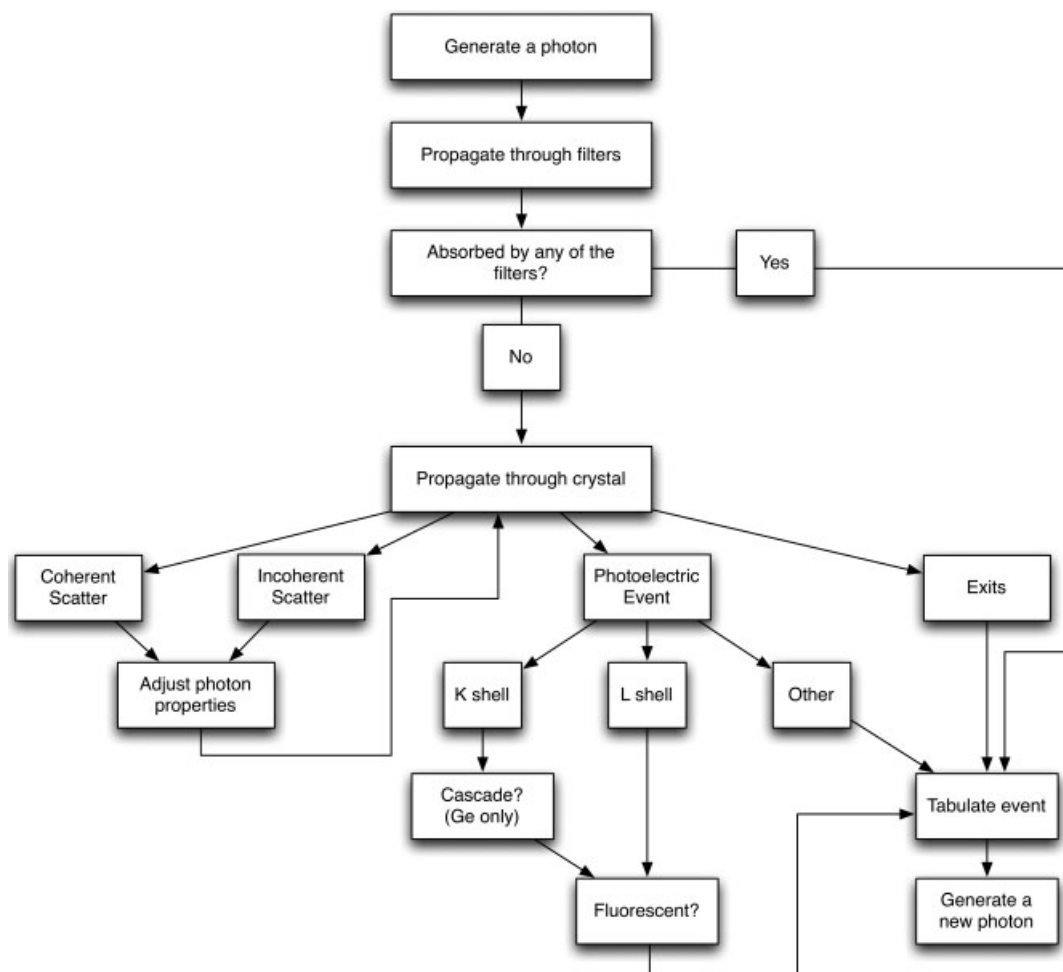 Generate a photon
Propagate through filters
Absorbed by any of the
filters?
Yes
No
Propagate through crystal
Coherent
Scatter
Incoherent
Scatter
Photoelectric
Event
Exits
Adjust photon
properties
K shell
L shell
Other
Cascade?
(Ge only)
Tabulate event
Fluorescent?
Generate a
new photon